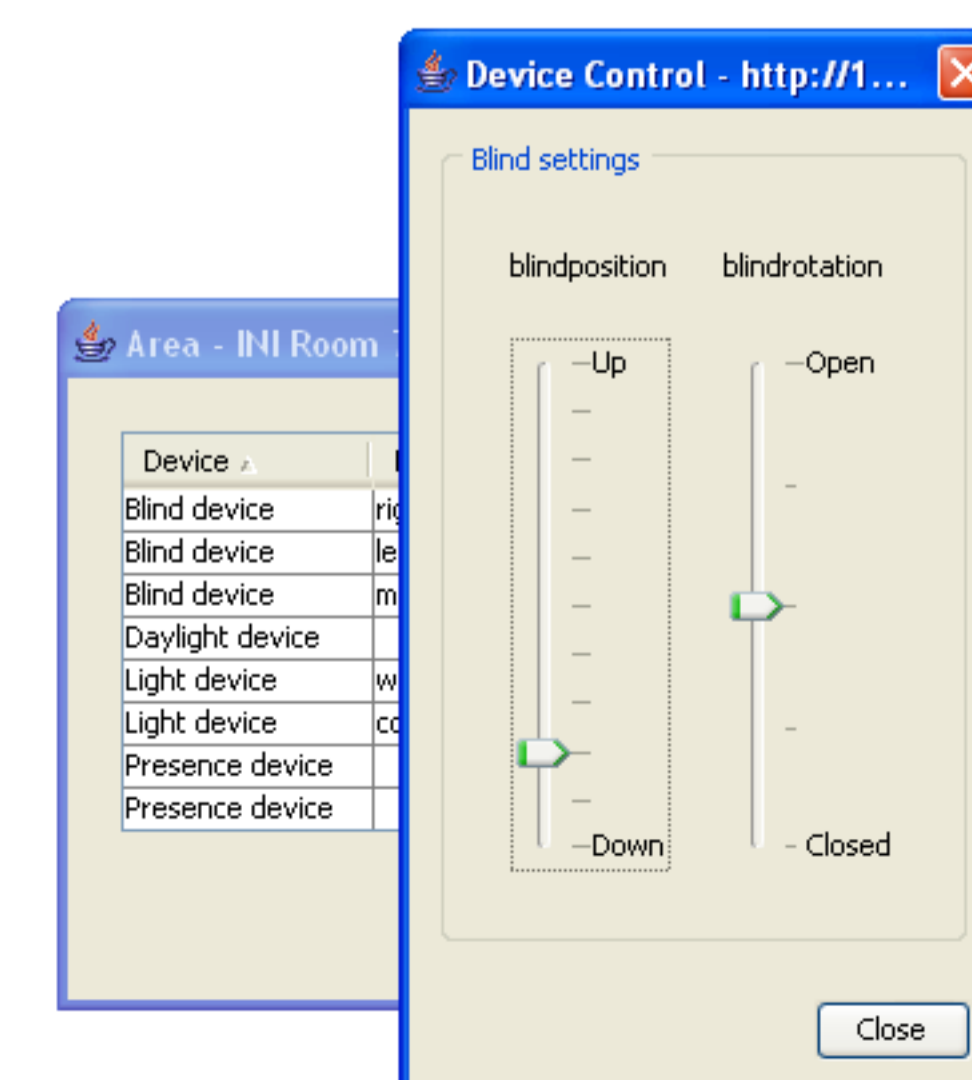 Device Control - http://1...
Blind settings
blindposition
blindrotation
Up
Open
Down
Closed
Close
Area - INI Room
Device
Blind device
Blind device
Blind device
Daylight device
Light device
Light device
Presence device
Presence device